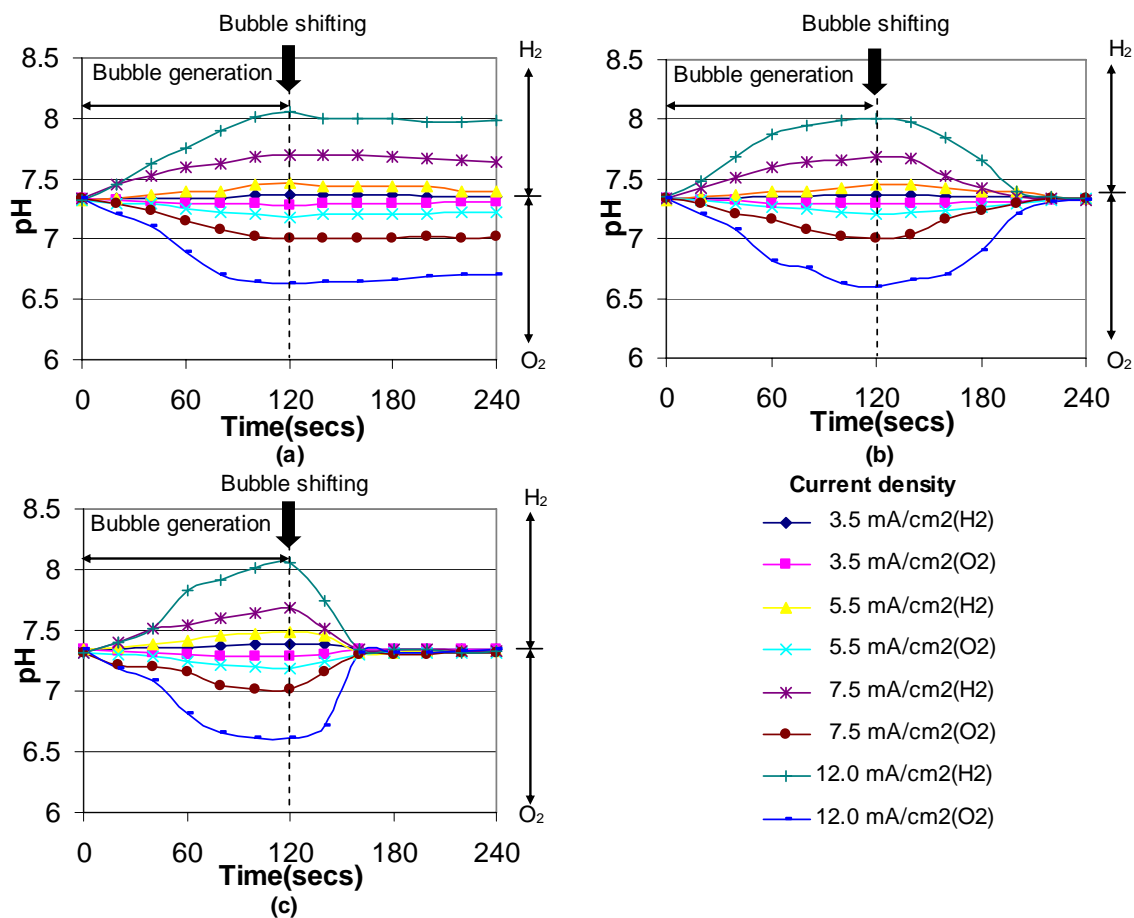 Bubble shifting
8.5
Bubble generation
8
7.5
7
6.5
6
pH
0 60 120 180 240
Time(secs)
(a)
H2
O2
Bubble shifting
8.5
Bubble generation
8
7.5
7
6.5
6
pH
0 60 120 180 240
Time(secs)
(b)
H2
O2
Bubble shifting
8.5
Bubble generation
8
7.5
7
6.5
6
pH
0 60 120 180 240
Time(secs)
(c)
H2
O2
Current density
3.5 mA/cm2(H2)
3.5 mA/cm2(O2)
5.5 mA/cm2(H2)
5.5 mA/cm2(O2)
7.5 mA/cm2(H2)
7.5 mA/cm2(O2)
12.0 mA/cm2(H2)
12.0 mA/cm2(O2)